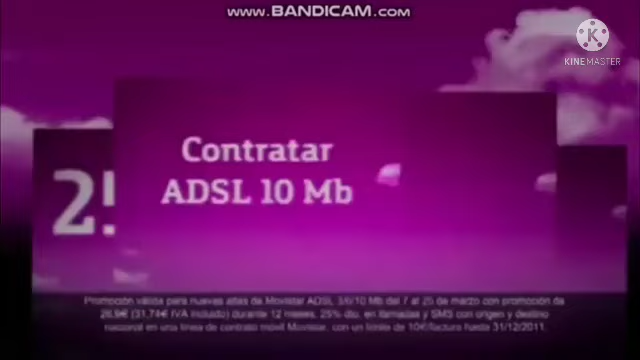 www.BANDICAM.com
K
KINEMASTER
Contratar
ADSL 10 Mb
25
Promoción válida para nuevas altas de Movistar ADSL 3/6/10 Mb del 7 al 25 de marzo con promoción de
(31,74€ IVA incluido) durante 12 meses. 25% dto. en llamadas y SMS con origen y destino
nacional en una línea de contrato móvil Movistar, con un límite de 10€/factura hasta 31/12/2011.